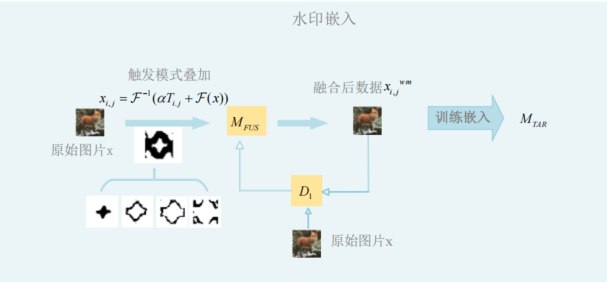 水印嵌入
触发模式叠加
x_{i,j} = F^{-1}(αT_{i,j} + F(x))
融合后数据x_{i,j}^{wm}
原始图片x
M_{FUS}
训练嵌入
M_{TAR}
D_1
原始图片x